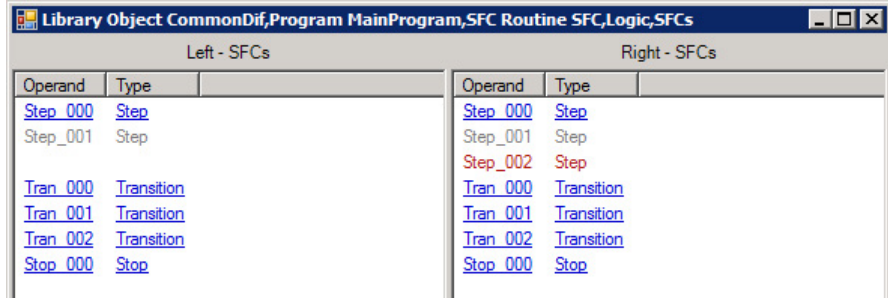 Library Object CommonDif,Program MainProgram,SFC Routine SFC,Logic,SFCs
Left - SFCs
Operand Type
Step_000 Step
Step_001 Step
Tran_000 Transition
Tran_001 Transition
Tran_002 Transition
Stop_000 Stop
Right - SFCs
Operand Type
Step_000 Step
Step_001 Step
Step_002 Step
Tran_000 Transition
Tran_001 Transition
Tran_002 Transition
Stop_000 Stop